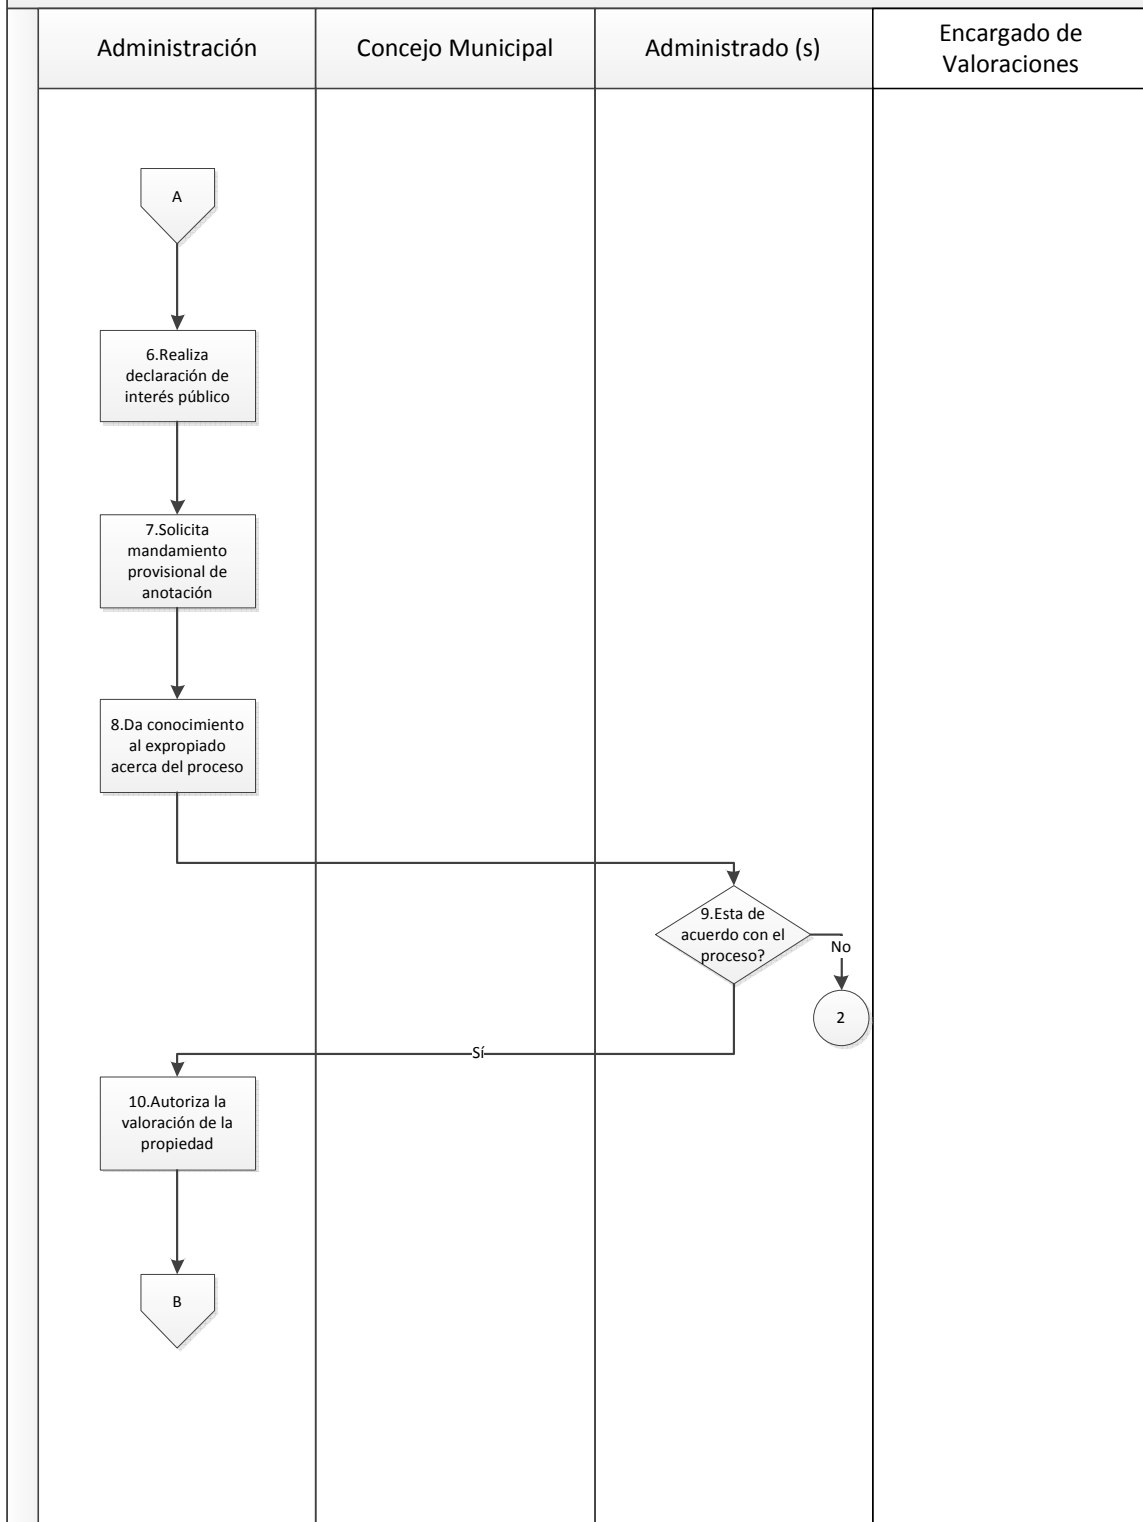 Administración
Concejo Municipal
Administrado (s)
Encargado de
Valoraciones
A
6.Realiza
declaración de
interés público
7.Solicita
mandamiento
provisional de
anotación
8.Da conocimiento
al expropiado
acerca del proceso
9.Esta de
acuerdo con el
proceso?
No
2
Sí
10.Autoriza la
valoración de la
propiedad
B